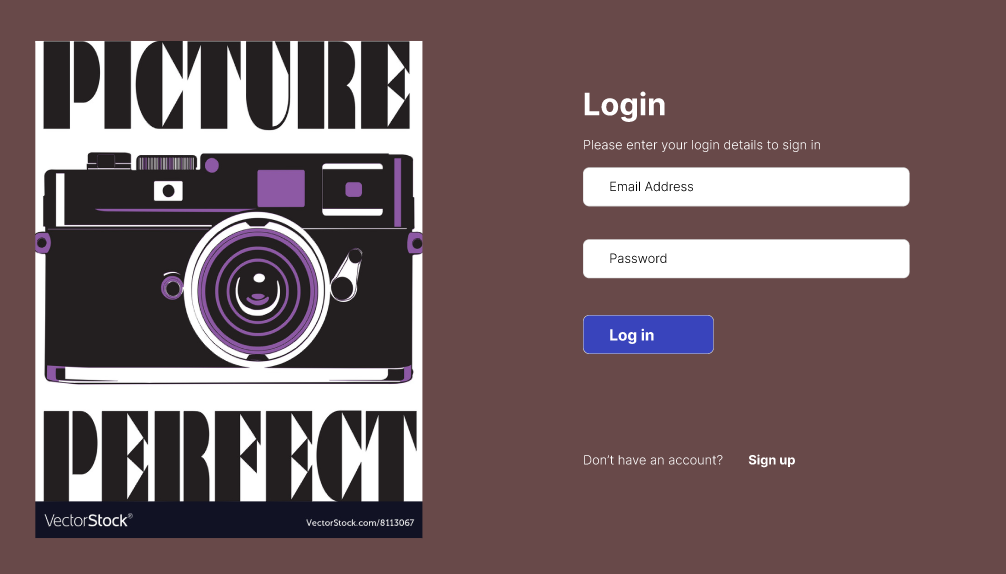 PICTURE
PERFECT
VectorStock®
VectorStock.com/8113067
Login
Please enter your login details to sign in
Email Address
Password
Log in
Don't have an account? Sign up